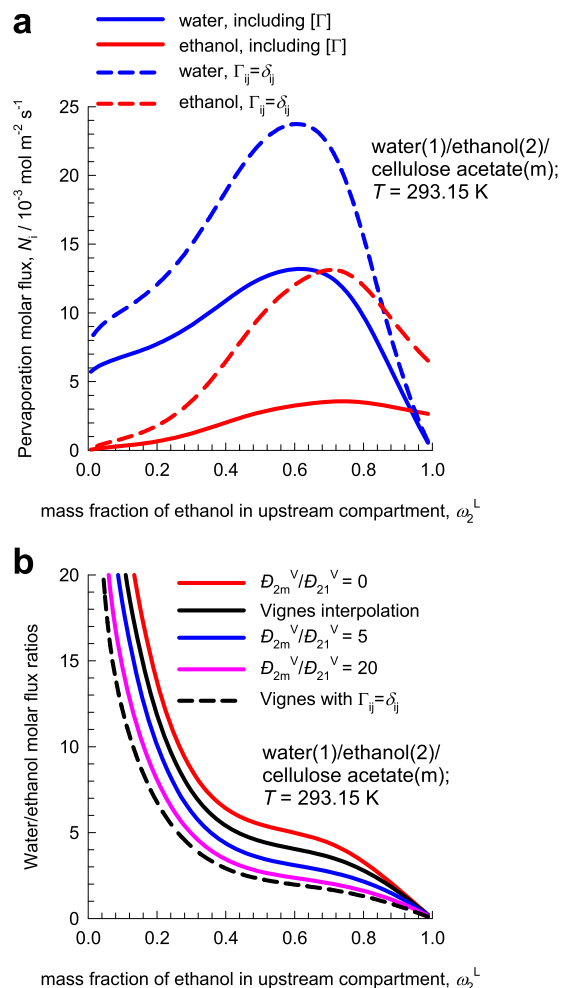 a
water, including [Γ]
ethanol, including [Γ]
water, Γij=δij
ethanol, Γij=δij
25
20
15
10
5
0
Pervaporation molar flux, Ni / 10-3 mol m-2 s-1
water(1)/ethanol(2)/
cellulose acetate(m);
T = 293.15 K
0.0 0.2 0.4 0.6 0.8 1.0
mass fraction of ethanol in upstream compartment, ω2L
b
20
15
10
5
0
Water/ethanol molar flux ratios
Đ2mV/Đ21V = 0
Vignes interpolation
Đ2mV/Đ21V = 5
Đ2mV/Đ21V = 20
Vignes with Γij=δij
water(1)/ethanol(2)/
cellulose acetate(m);
T = 293.15 K
0.0 0.2 0.4 0.6 0.8 1.0
mass fraction of ethanol in upstream compartment, ω2L